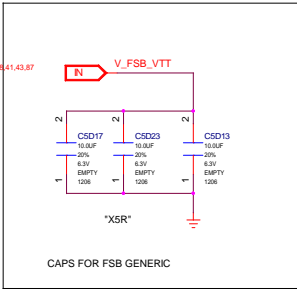 8,41,43,87
IN
V_FSB_VTT
2 2 2
C5D17 C5D23 C5D13
10.0UF 10.0UF 10.0UF
20% 20% 20%
6.3V 6.3V 6.3V
EMPTY EMPTY EMPTY
1206 1206 1206
1 1 1
"X5R"
CAPS FOR FSB GENERIC